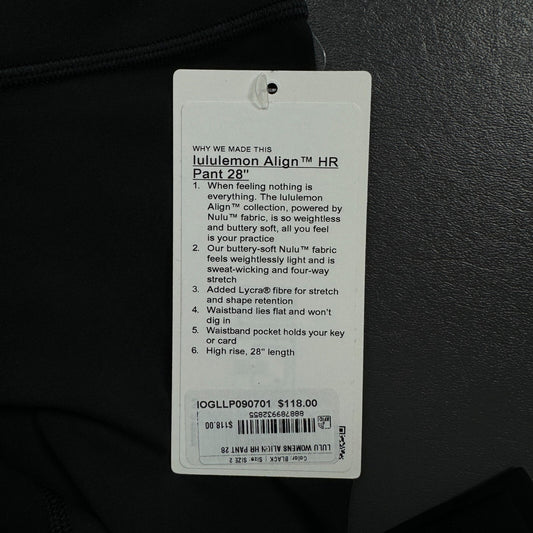 WHY WE MADE THIS
lululemon Align™ HR
Pant 28"
1. When feeling nothing is
everything. The lululemon
Align™ collection, powered by
Nulu™ fabric, is so weightless
and buttery soft, all you feel
is your practice
2. Our buttery-soft Nulu™ fabric
feels weightlessly light and is
sweat-wicking and four-way
stretch
3. Added Lycra® fibre for stretch
and shape retention
4. Waistband lies flat and won't
dig in
5. Waistband pocket holds your key
or card
6. High rise, 28" length
IOGLLP090701 $118.00
Color: BLACK | Size: SIZE 2
LULU WOMENS ALIGN HR PANT 28
$118.00
888789932855